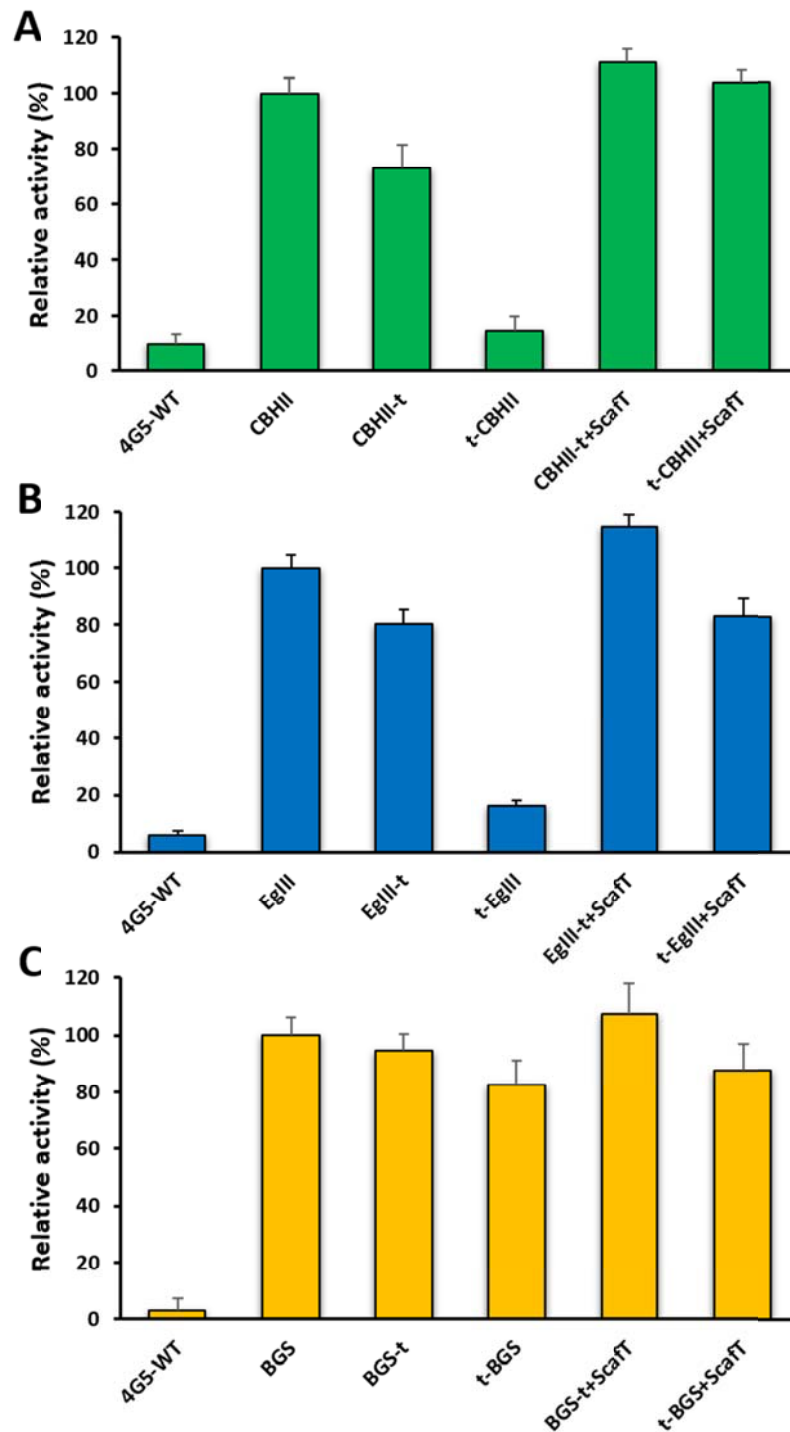 A
Relative activity (%)
120
100
80
60
40
20
0
4G5-WT
CBHII
CBHII-t
t-CBHII
CBHII-t+ScafT
t-CBHII+ScafT
B
Relative activity (%)
120
100
80
60
40
20
0
4G5-WT
EgIII
EgIII-t
t-EgIII
EgIII-t+ScafT
t-EgIII+ScafT
C
Relative activity (%)
120
100
80
60
40
20
0
4G5-WT
BGS
BGS-t
t-BGS
BGS-t+ScafT
t-BGS+ScafT